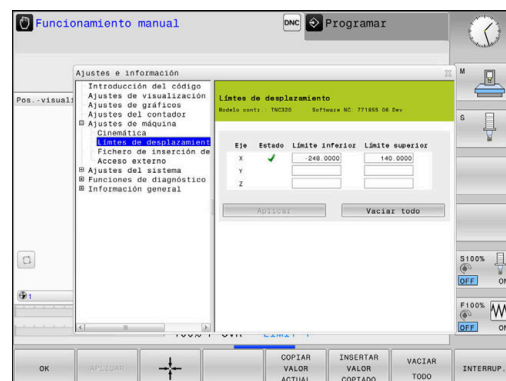 Funcionamiento manual
DNC
Programar
Ajustes e información
Pos.-visuali
Introducción del código
Ajustes de visualización
Ajustes de gráficos
Ajustes del contador
Ajustes de máquina
Cinemática
Límtes de desplazamient
Fichero de inserción de
Acceso externo
Ajustes del sistema
Funciones de diagnóstico
Información general
Límtes de desplazamiento
Modelo contr.: TNC320 Software NC: 771855 06 Dev
Eje Estado Límite inferior Límite superior
X -248.0000 140.0000
Y
Z
Aplicar
Vaciar todo
M
S
S100%
OFF ON
F100%
OFF ON
1
OK
APLICAR
COPIAR VALOR ACTUAL
INSERTAR VALOR COPIADO
VACIAR TODO
INTERRUP.